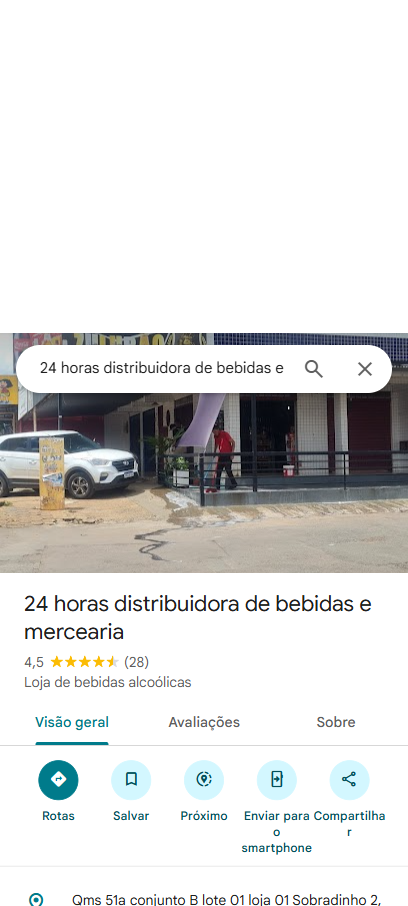 24 horas distribuidora de bebidas e
24 horas distribuidora de bebidas e
mercearia
4,5 (28)
Loja de bebidas alcoólicas
Visão geral Avaliações Sobre
Rotas Salvar Próximo Enviar para o smartphone Compartilhar
Qms 51a conjunto B lote 01 loja 01 Sobradinho 2,